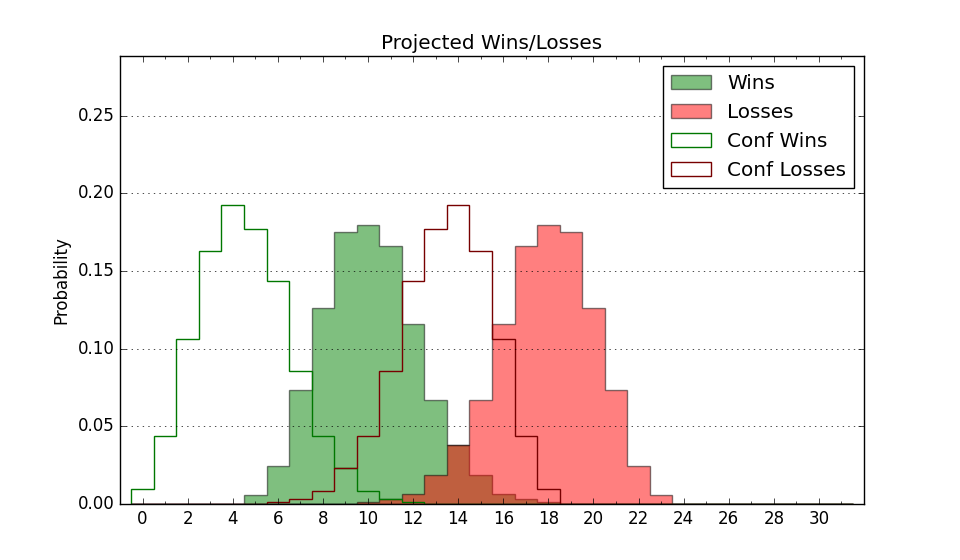 Projected Wins/Losses
Wins
Losses
Conf Wins
Conf Losses
Probability
0.25
0.20
0.15
0.10
0.05
0.00
0 2 4 6 8 10 12 14 16 18 20 22 24 26 28 30